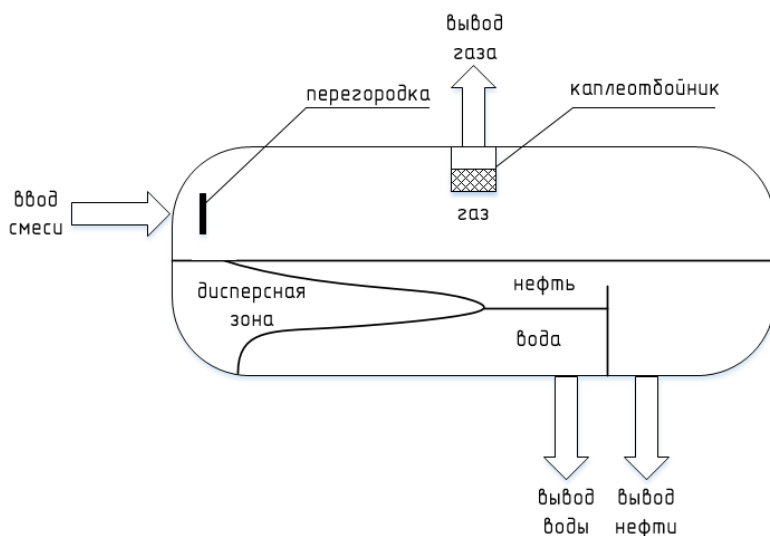 вывод
газа
перегородка
каплеотбойник
ввод
смеси
газ
дисперсная
зона
нефть
вода
вывод
воды
вывод
нефти